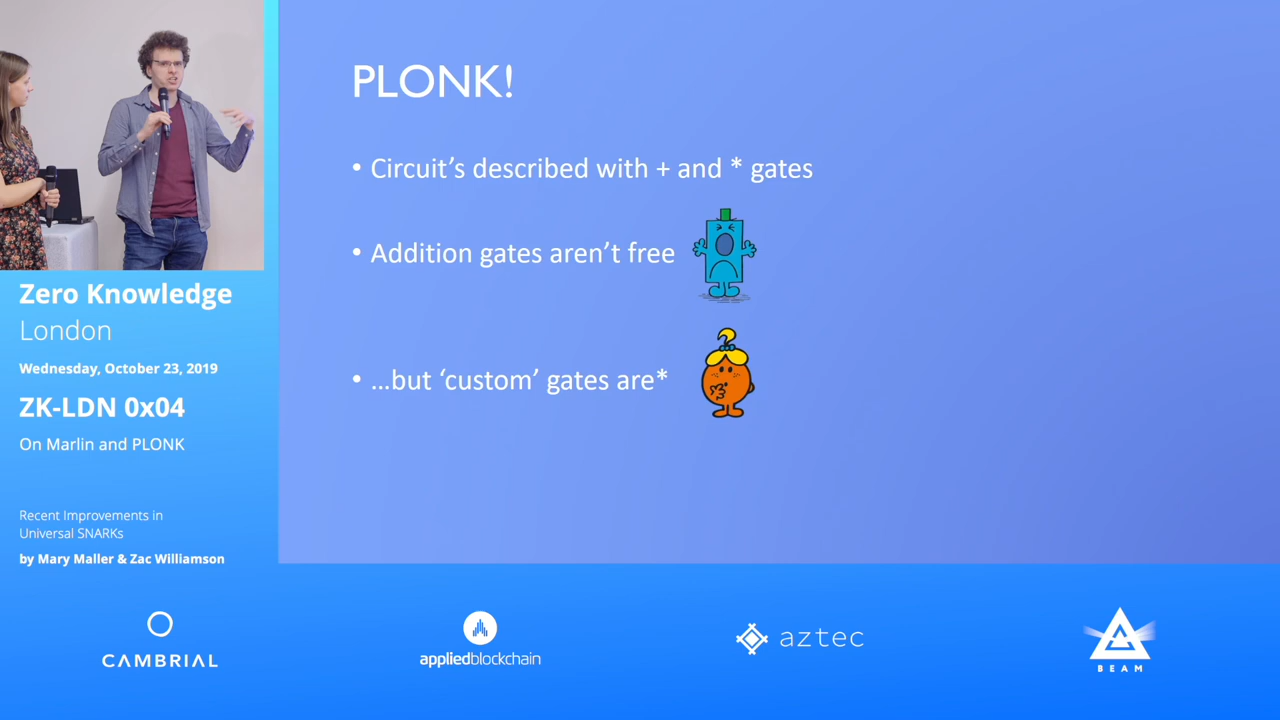 PLONK!
• Circuit's described with + and * gates
• Addition gates aren't free
• ...but 'custom' gates are*
Zero Knowledge
London
Wednesday, October 23, 2019
ZK-LDN 0x04
On Marlin and PLONK
Recent Improvements in
Universal SNARKs
by Mary Maller & Zac Williamson
CAMBRIAL
appliedblockchain
aztec
BEAM